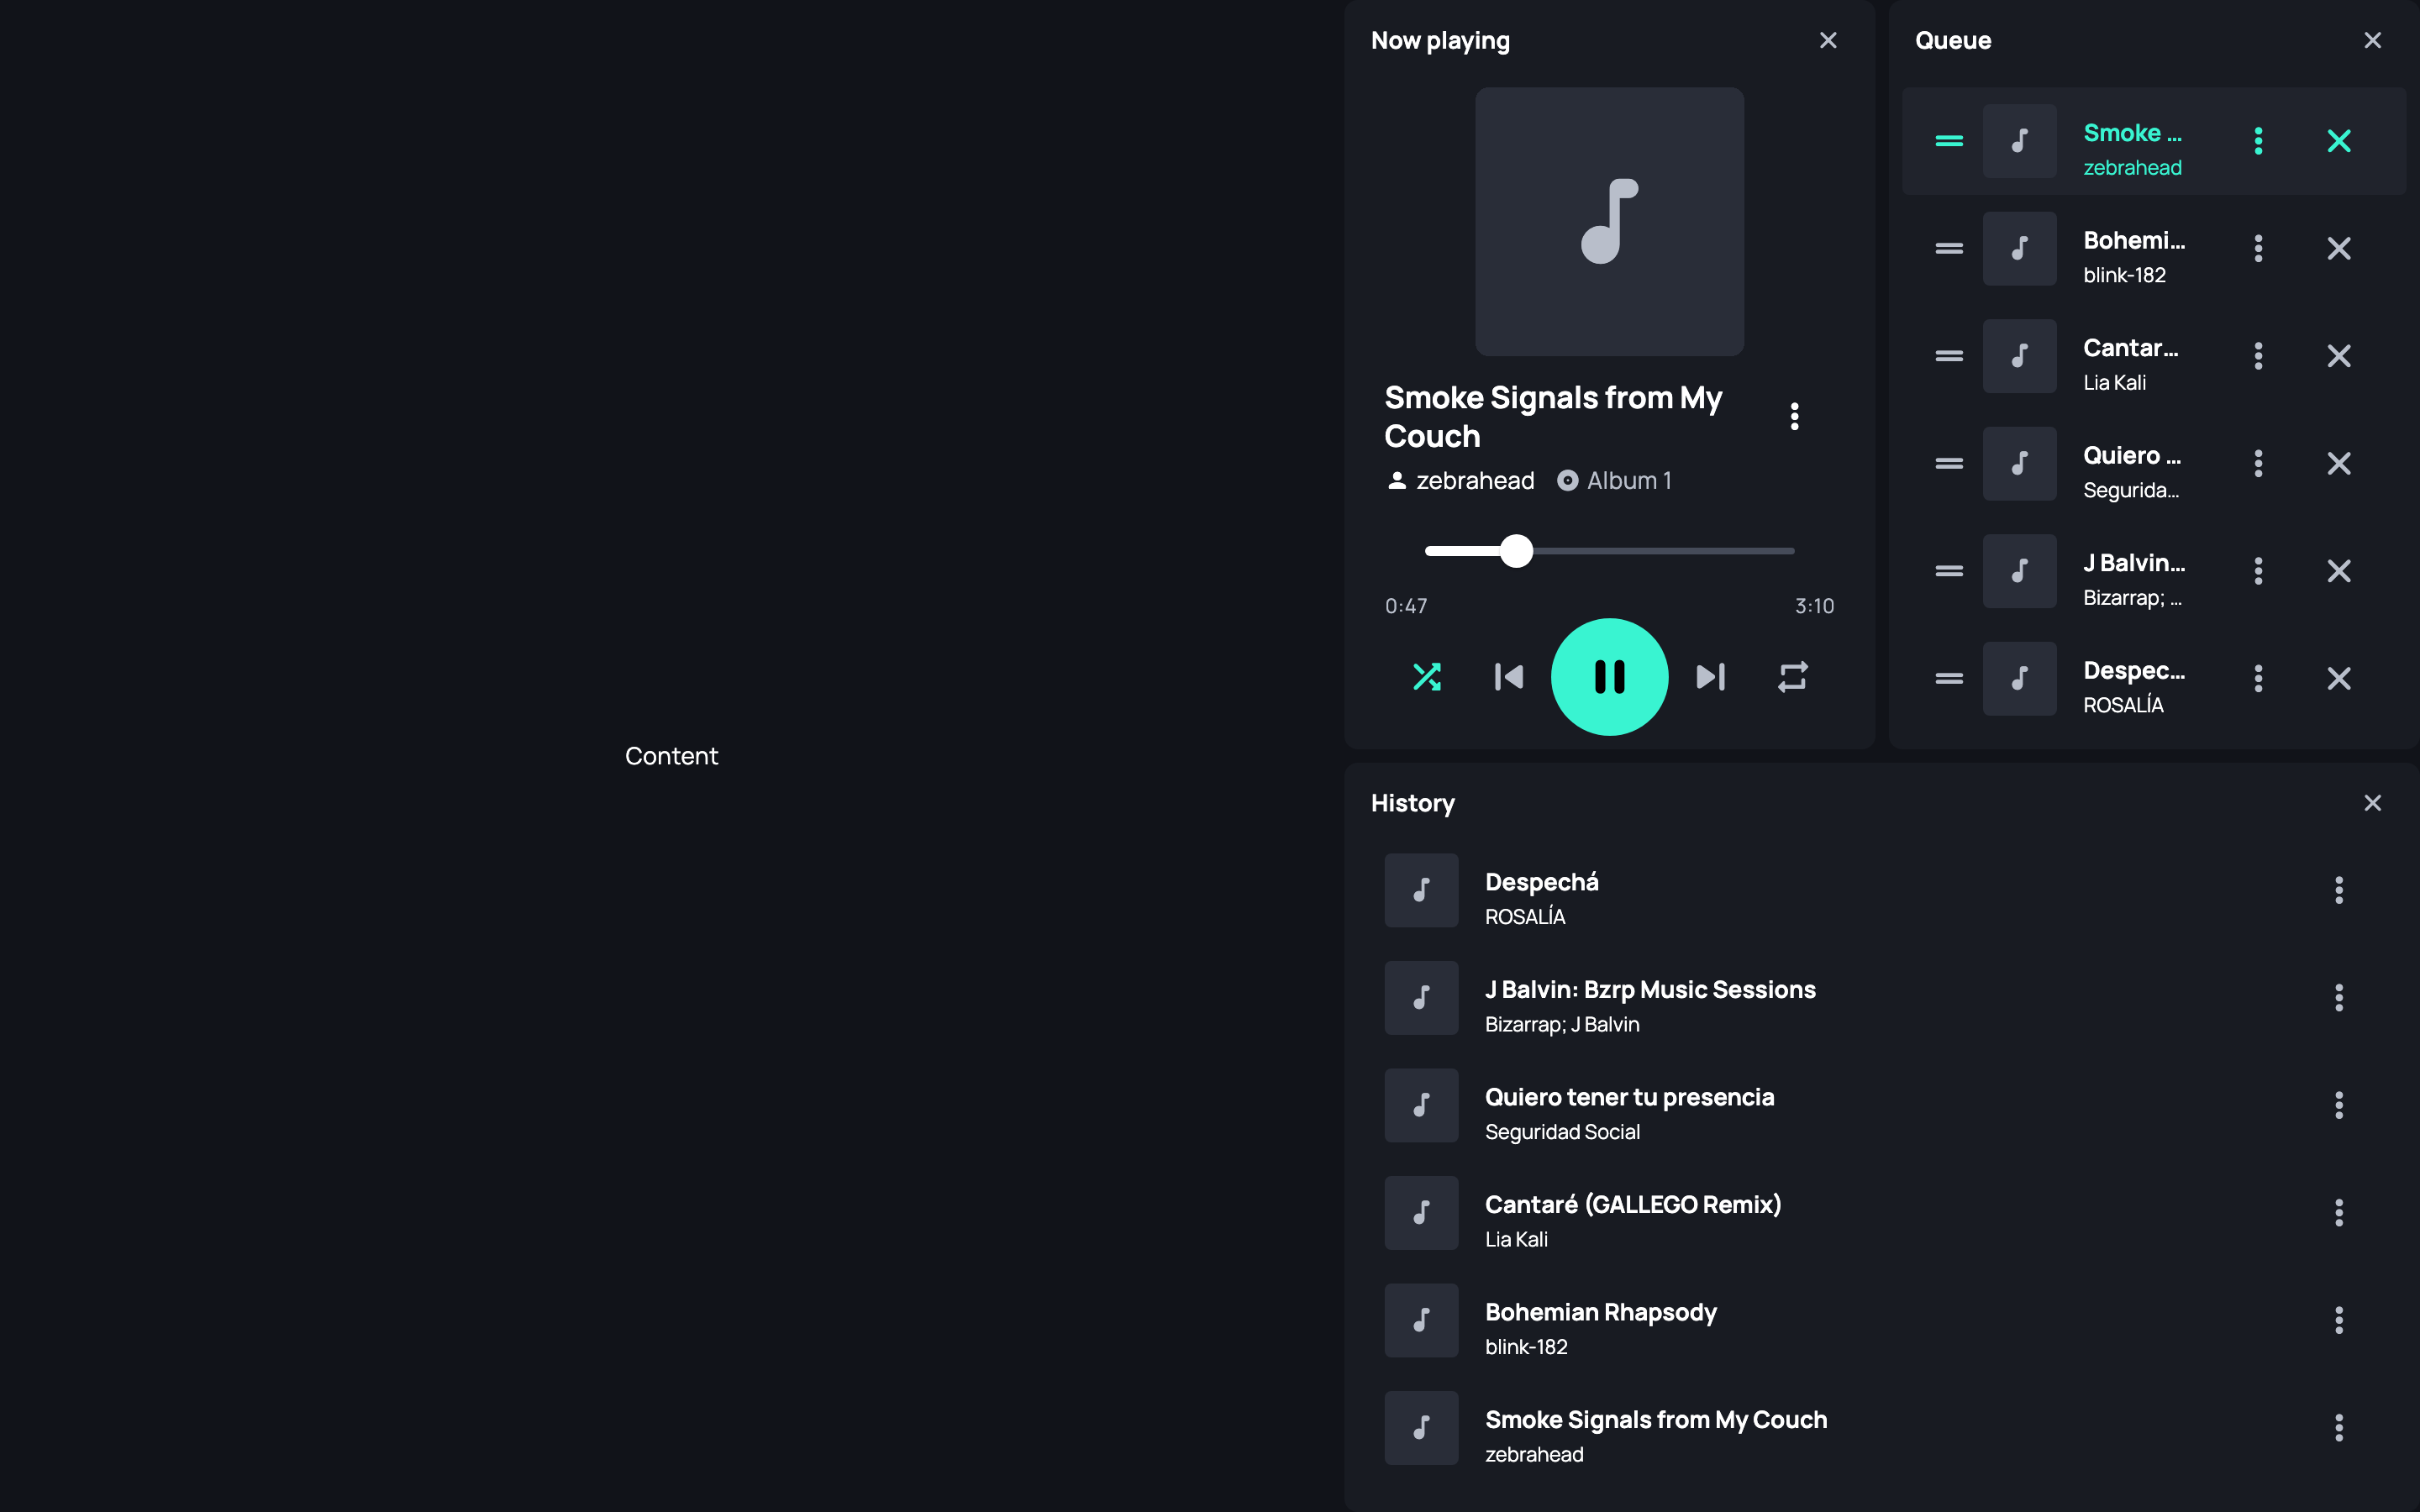 Content
Now playing
Smoke Signals from My
Couch
zebrahead Album 1
0:47 3:10
Queue
Smoke ...
zebrahead
Bohemi...
blink-182
Cantar...
Lia Kali
Quiero ...
Segurida...
J Balvin...
Bizarrap; ...
Despec...
ROSALÍA
History
Despechá
ROSALÍA
J Balvin: Bzrp Music Sessions
Bizarrap; J Balvin
Quiero tener tu presencia
Seguridad Social
Cantaré (GALLEGO Remix)
Lia Kali
Bohemian Rhapsody
blink-182
Smoke Signals from My Couch
zebrahead